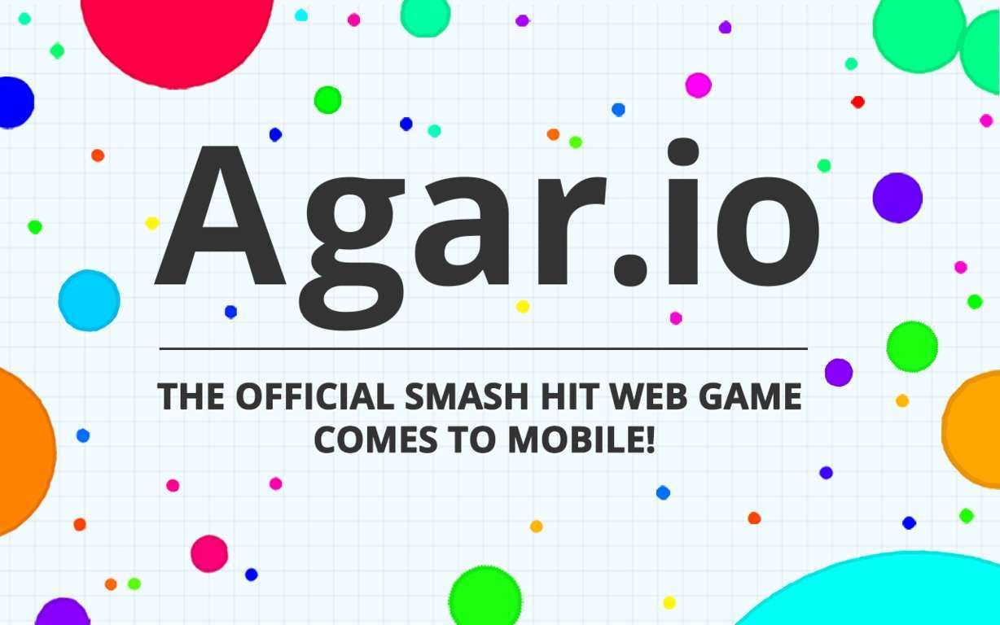 Agar.io
THE OFFICIAL SMASH HIT WEB GAME
COMES TO MOBILE!